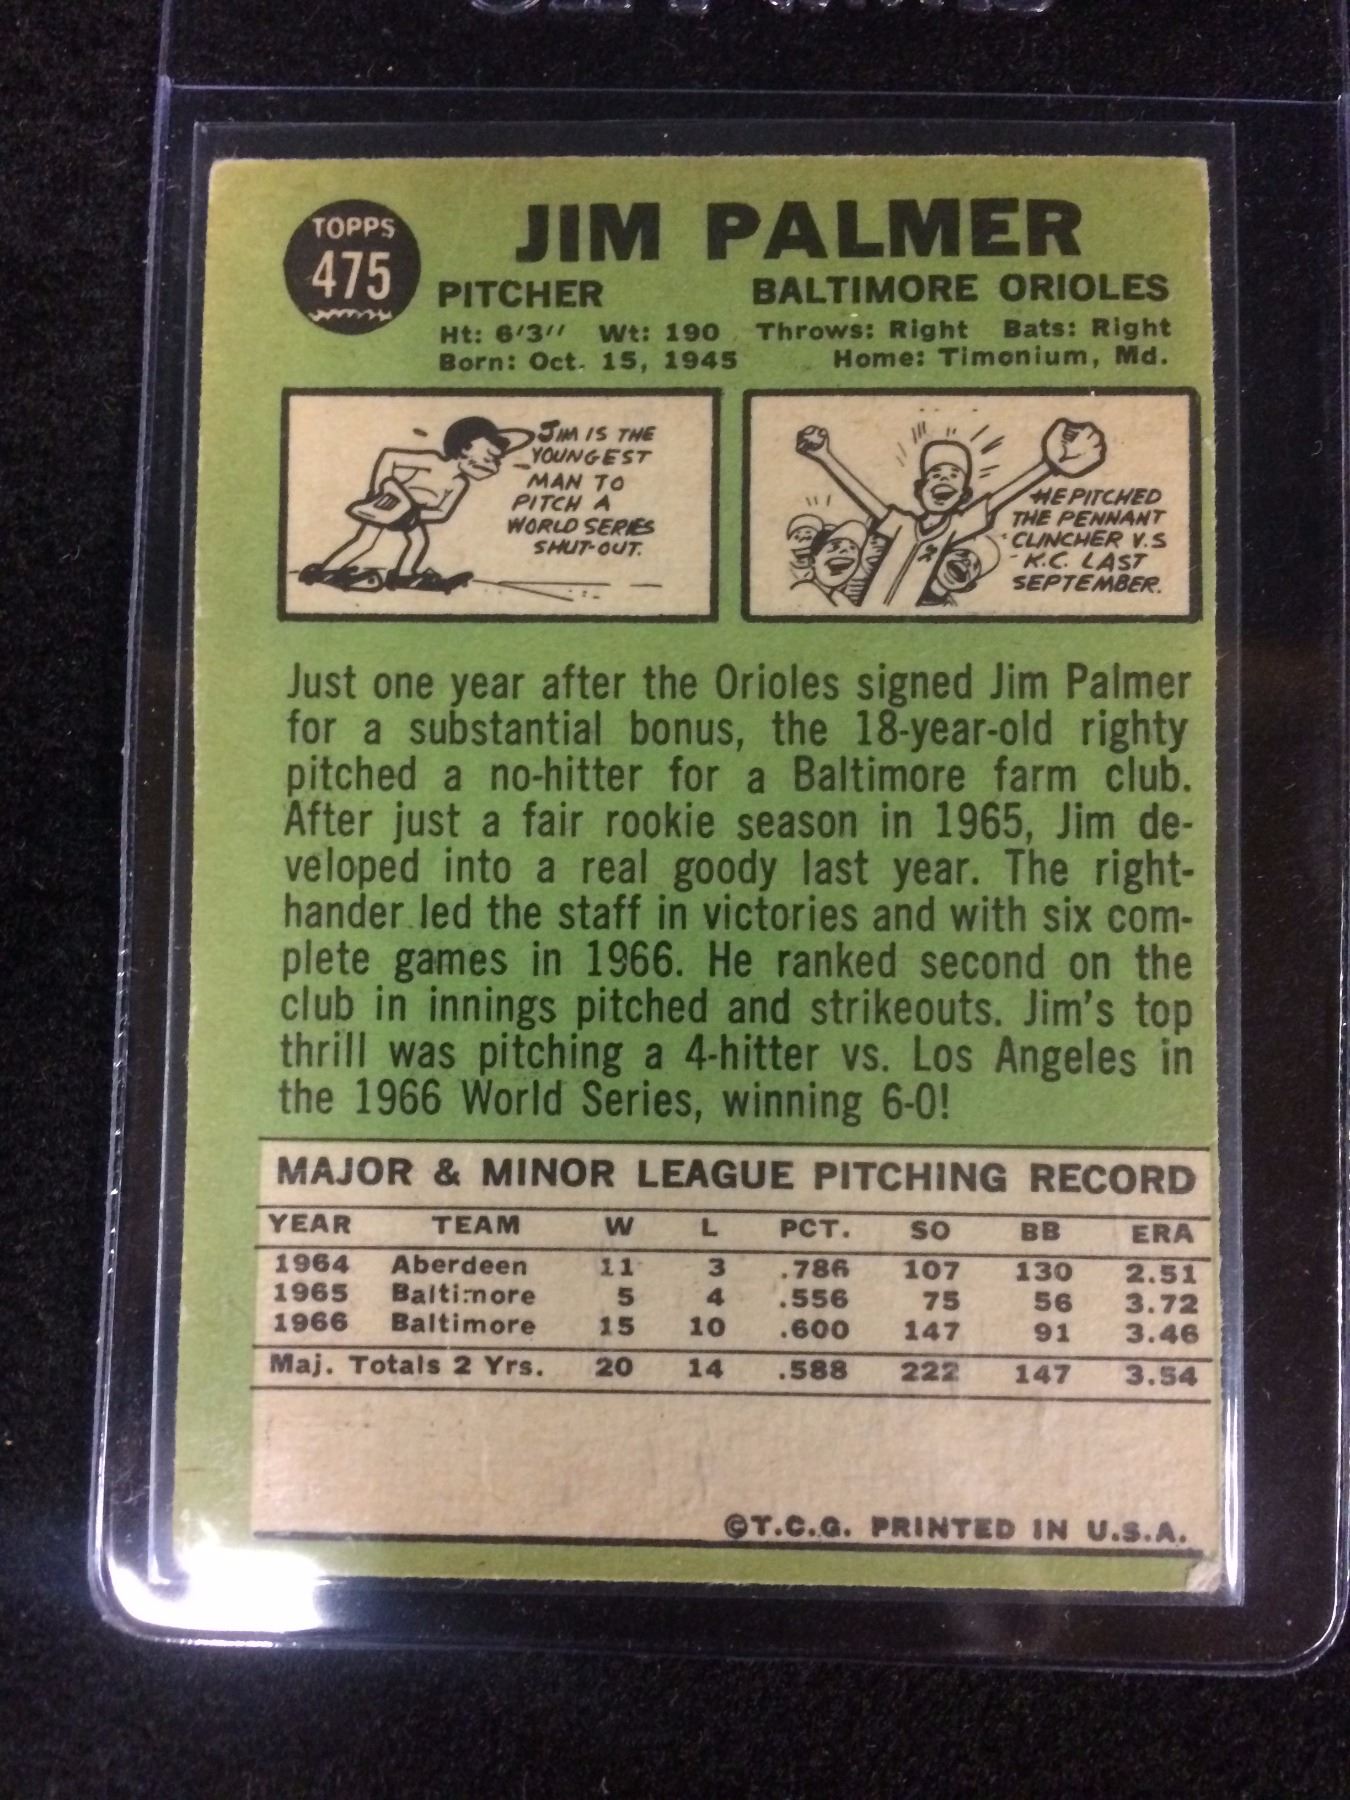 TOPPS
475
JIM PALMER
PITCHER BALTIMORE ORIOLES
Ht: 6'3" Wt: 190 Throws: Right Bats: Right
Born: Oct. 15, 1945 Home: Timonium, Md.
JIM IS THE
YOUNGEST
MAN TO
PITCH A
WORLD SERIES
SHUT-OUT.
HE PITCHED
THE PENNANT
CLINCHER V.S
K.C. LAST
SEPTEMBER.
Just one year after the Orioles signed Jim Palmer
for a substantial bonus, the 18-year-old righty
pitched a no-hitter for a Baltimore farm club.
After just a fair rookie season in 1965, Jim de-
veloped into a real goody last year. The right-
hander led the staff in victories and with six com-
plete games in 1966. He ranked second on the
club in innings pitched and strikeouts. Jim's top
thrill was pitching a 4-hitter vs. Los Angeles in
the 1966 World Series, winning 6-0!
MAJOR & MINOR LEAGUE PITCHING RECORD
YEAR TEAM W L PCT. SO BB ERA
1964 Aberdeen 11 3 .786 107 130 2.51
1965 Baltimore 5 4 .556 75 56 3.72
1966 Baltimore 15 10 .600 147 91 3.46
Maj. Totals 2 Yrs. 20 14 .588 222 147 3.54
©T.C.G. PRINTED IN U.S.A.